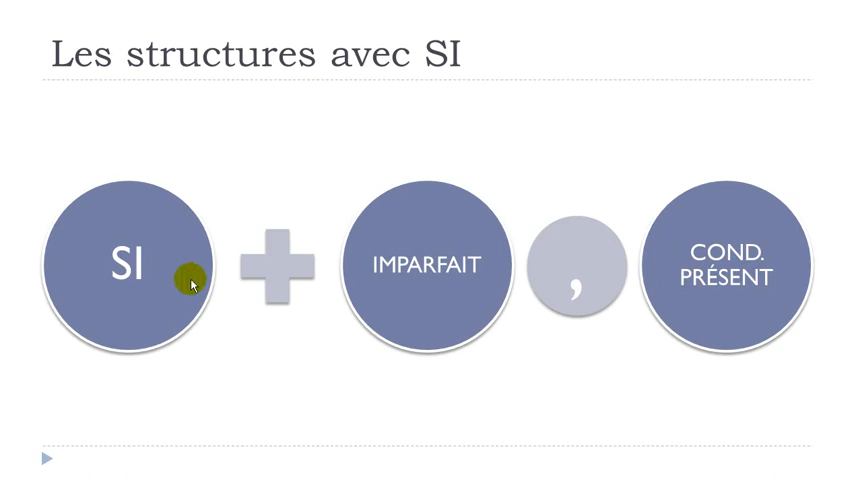 Les structures avec SI
SI
IMPARFAIT
,
COND.
PRÉSENT